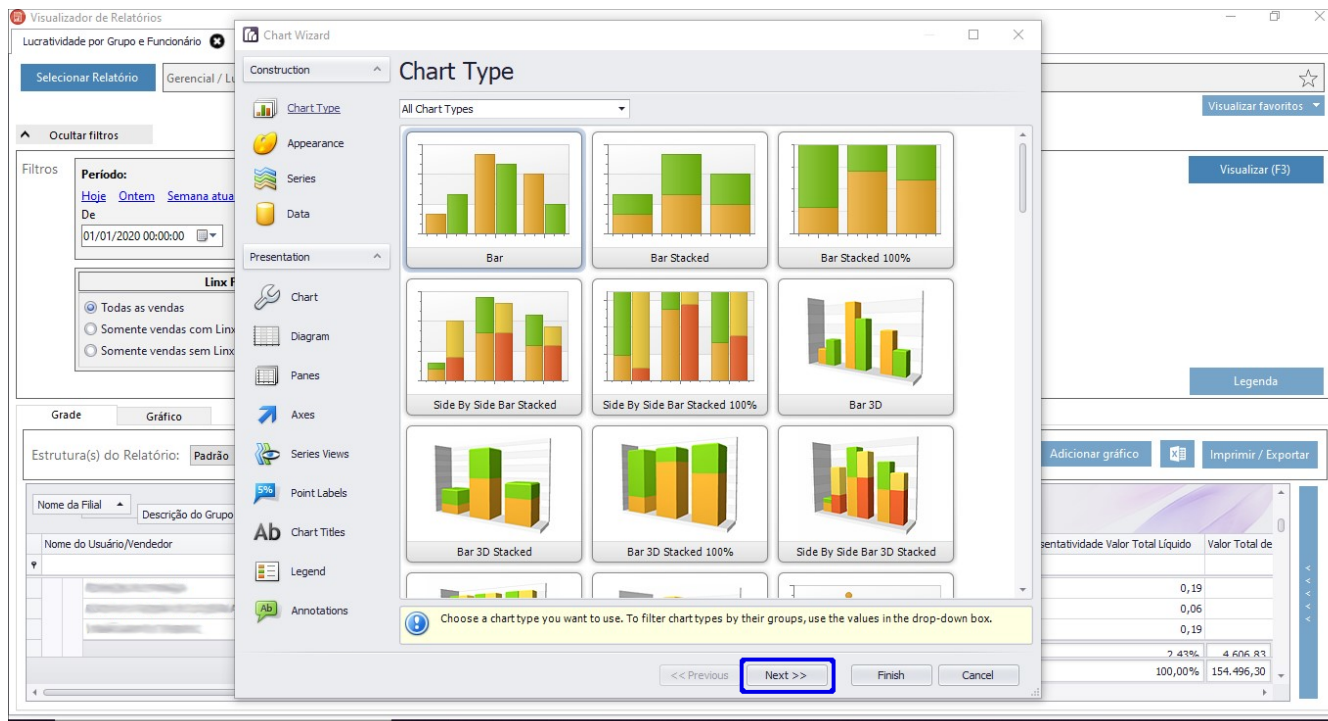 Visualizador de Relatórios
Lucratividade por Grupo e Funcionário
Selecionar Relatório
Gerencial / Lu
Visualizar favoritos
Ocultar filtros
Filtros
Período:
Hoje Ontem Semana atua
De
01/01/2020 00:00:00
Linx F
Todas as vendas
Somente vendas com Linx
Somente vendas sem Linx
Visualizar (F3)
Legenda
Grade Gráfico
Estrutura(s) do Relatório: Padrão
Adicionar gráfico
Imprimir / Exportar
Nome da Filial
Descrição do Grupo
Nome do Usuário/Vendedor
sentatividade Valor Total Líquido Valor Total de
0,19
0,06
0,19
2,43% 4.606,83
100,00% 154.496,30
Chart Wizard
Construction
Chart Type
Appearance
Series
Data
Presentation
Chart
Diagram
Panes
Axes
Series Views
5%
Point Labels
Ab
Chart Titles
Legend
Ab
Annotations
Chart Type
All Chart Types
Bar
Bar Stacked
Bar Stacked 100%
Side By Side Bar Stacked
Side By Side Bar Stacked 100%
Bar 3D
Bar 3D Stacked
Bar 3D Stacked 100%
Side By Side Bar 3D Stacked
Choose a chart type you want to use. To filter chart types by their groups, use the values in the drop-down box.
<< Previous
Next >>
Finish
Cancel